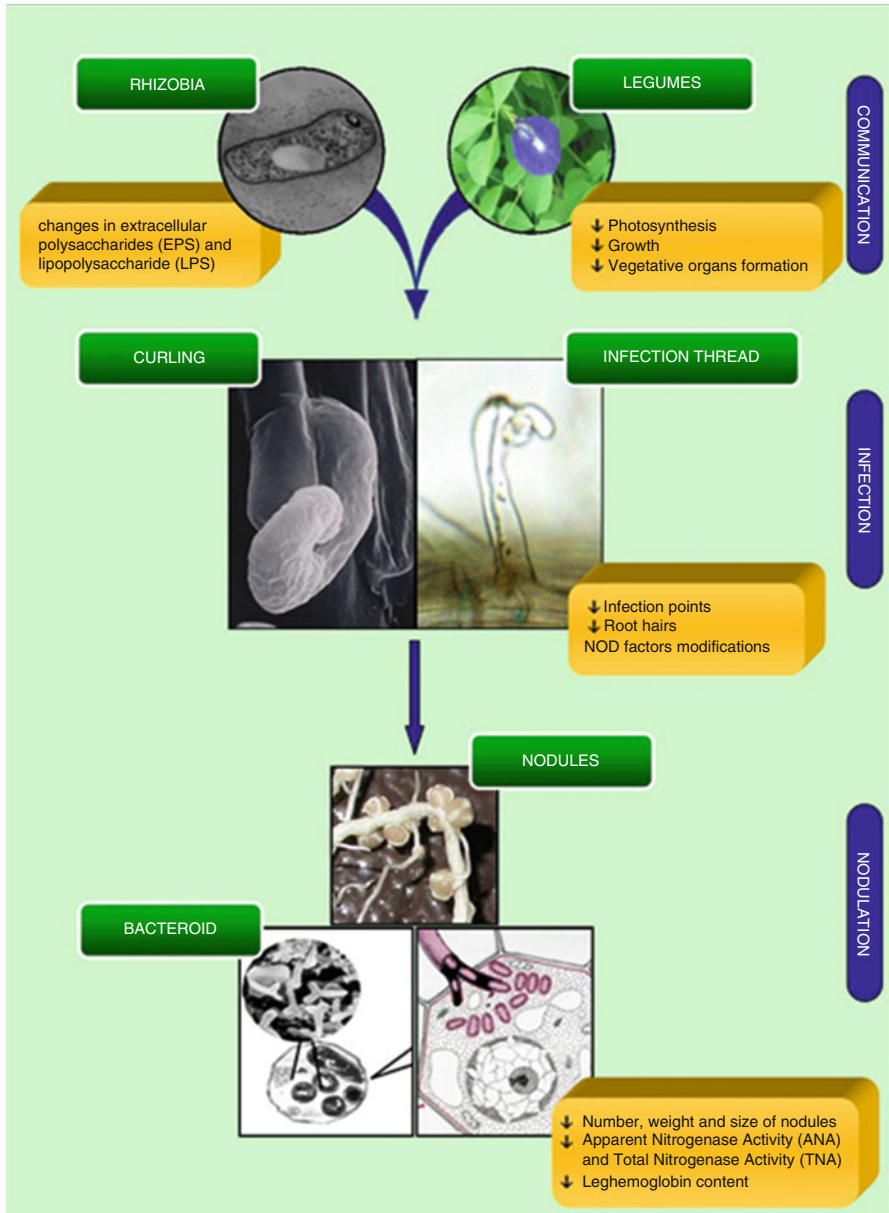 RHIZOBIA
LEGUMES
COMMUNICATION
changes in extracellular
polysaccharides (EPS) and
lipopolysaccharide (LPS)
↓ Photosynthesis
↓ Growth
↓ Vegetative organs formation
CURLING
INFECTION THREAD
INFECTION
↓ Infection points
↓ Root hairs
NOD factors modifications
NODULES
NODULATION
BACTEROID
↓ Number, weight and size of nodules
↓ Apparent Nitrogenase Activity (ANA)
and Total Nitrogenase Activity (TNA)
↓ Leghemoglobin content